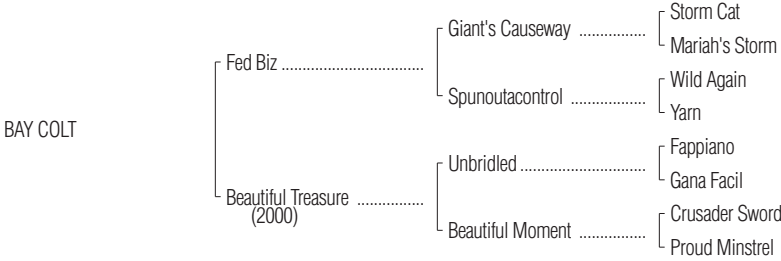 Storm Cat
Giant's Causeway ................
Mariah's Storm
Fed Biz .................................
Wild Again
Spunoutacontrol ..................
Yarn
BAY COLT
Fappiano
Unbridled ..............................
Gana Facil
Beautiful Treasure ................
(2000)
Crusader Sword
Beautiful Moment ................
Proud Minstrel